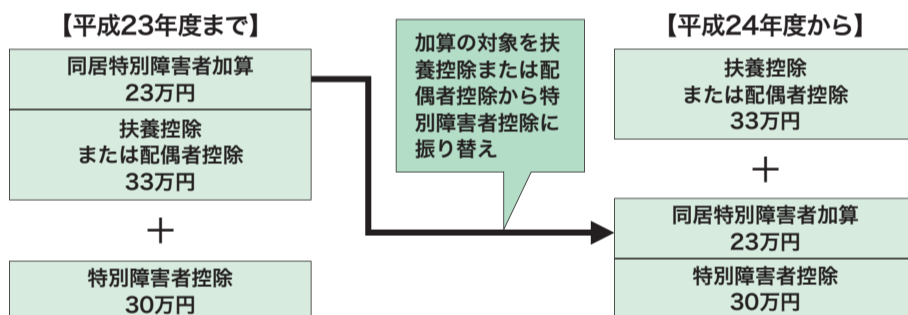 【平成23年度まで】
同居特別障害者加算
23万円
扶養控除
または配偶者控除
33万円
＋
特別障害者控除
30万円
加算の対象を扶
養控除または配
偶者控除から特
別障害者控除に
振り替え
【平成24年度から】
扶養控除
または配偶者控除
33万円
＋
同居特別障害者加算
23万円
特別障害者控除
30万円